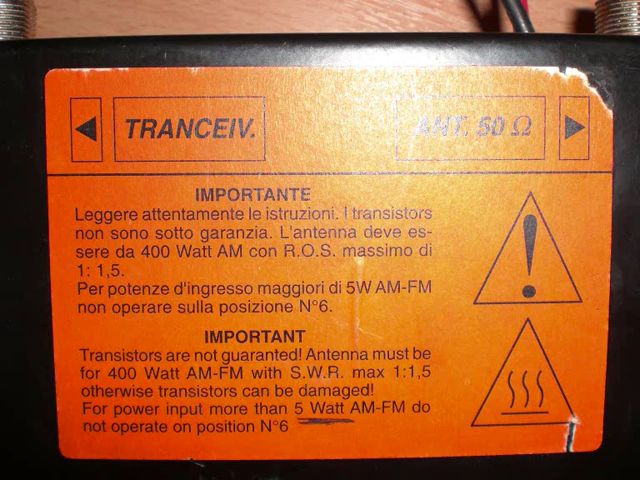 TRANCEIV.
ANT. 50 Ω
IMPORTANTE
Leggere attentamente le istruzioni. I transistors
non sono sotto garanzia. L'antenna deve es-
sere da 400 Watt AM con R.O.S. massimo di
1: 1,5.
Per potenze d'ingresso maggiori di 5W AM-FM
non operare sulla posizione N°6.
IMPORTANT
Transistors are not guaranted! Antenna must be
for 400 Watt AM-FM with S.W.R. max 1:1,5
otherwise transistors can be damaged!
For power input more than 5 Watt AM-FM do
not operate on position N°6